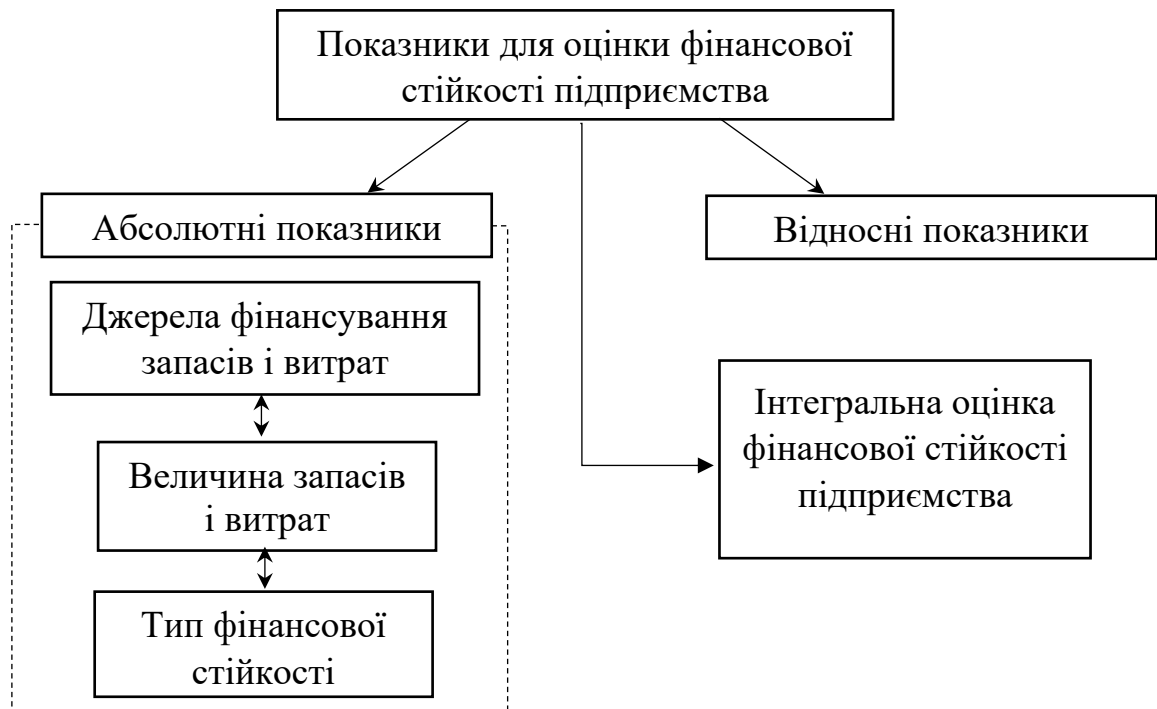 Показники для оцінки фінансової
стійкості підприємства
Абсолютні показники
Відносні показники
Джерела фінансування
запасів і витрат
Інтегральна оцінка
фінансової стійкості
підприємства
Величина запасів
і витрат
Тип фінансової
стійкості